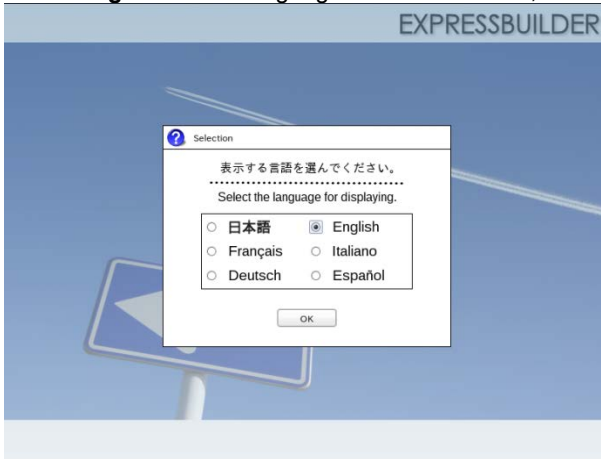 EXPRESSBUILDER
Selection
表示する言語を選んでください。
Select the language for displaying.
日本語 English
Français Italiano
Deutsch Español
OK